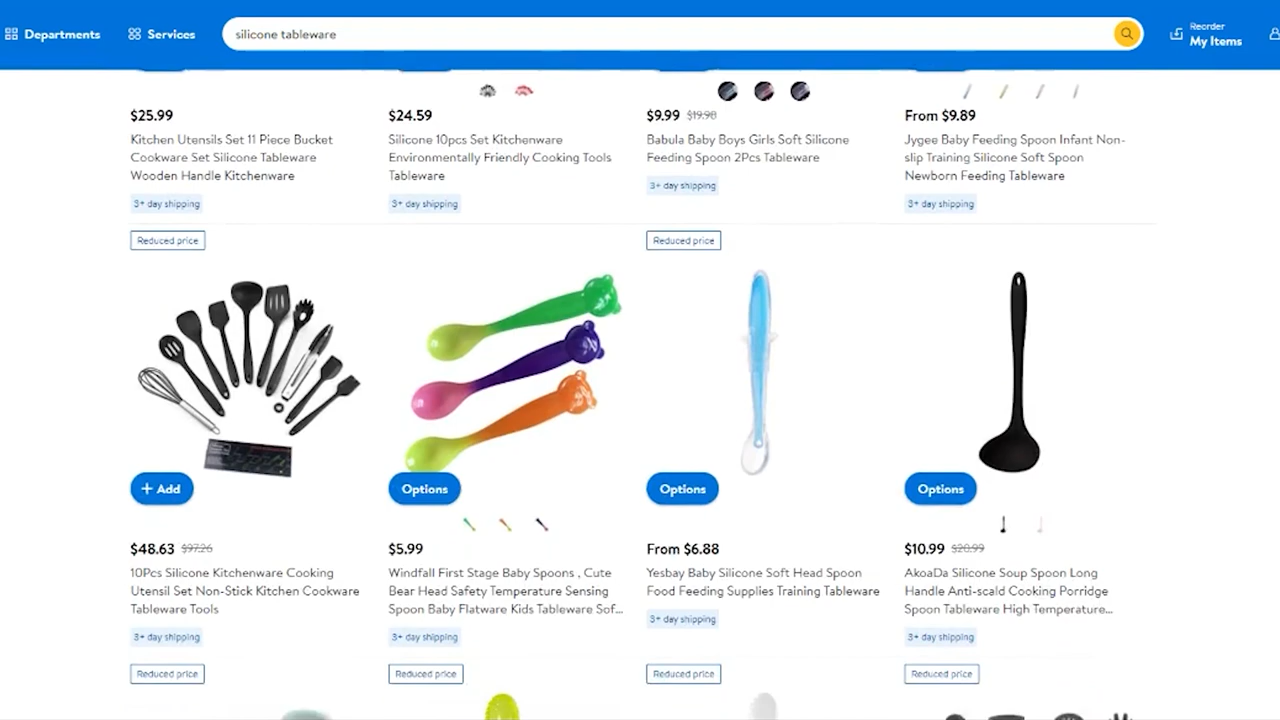 Departments
Services
silicone tableware
Reorder
My Items
$25.99
Kitchen Utensils Set 11 Piece Bucket
Cookware Set Silicone Tableware
Wooden Handle Kitchenware
3+ day shipping
$24.59
Silicone 10pcs Set Kitchenware
Environmentally Friendly Cooking Tools
Tableware
3+ day shipping
$9.99 $19.98
Babula Baby Boys Girls Soft Silicone
Feeding Spoon 2Pcs Tableware
3+ day shipping
From $9.89
Jygee Baby Feeding Spoon Infant Non-
slip Training Silicone Soft Spoon
Newborn Feeding Tableware
3+ day shipping
Reduced price
+ Add
$48.63 $97.26
10Pcs Silicone Kitchenware Cooking
Utensil Set Non-Stick Kitchen Cookware
Tableware Tools
3+ day shipping
Options
$5.99
Windfall First Stage Baby Spoons , Cute
Bear Head Safety Temperature Sensing
Spoon Baby Flatware Kids Tableware Sof...
3+ day shipping
Reduced price
Options
From $6.88
Yesbay Baby Silicone Soft Head Spoon
Food Feeding Supplies Training Tableware
3+ day shipping
Options
$10.99 $20.99
AkoaDa Silicone Soup Spoon Long
Handle Anti-scald Cooking Porridge
Spoon Tableware High Temperature...
3+ day shipping
Reduced price
Reduced price
Reduced price
Reduced price